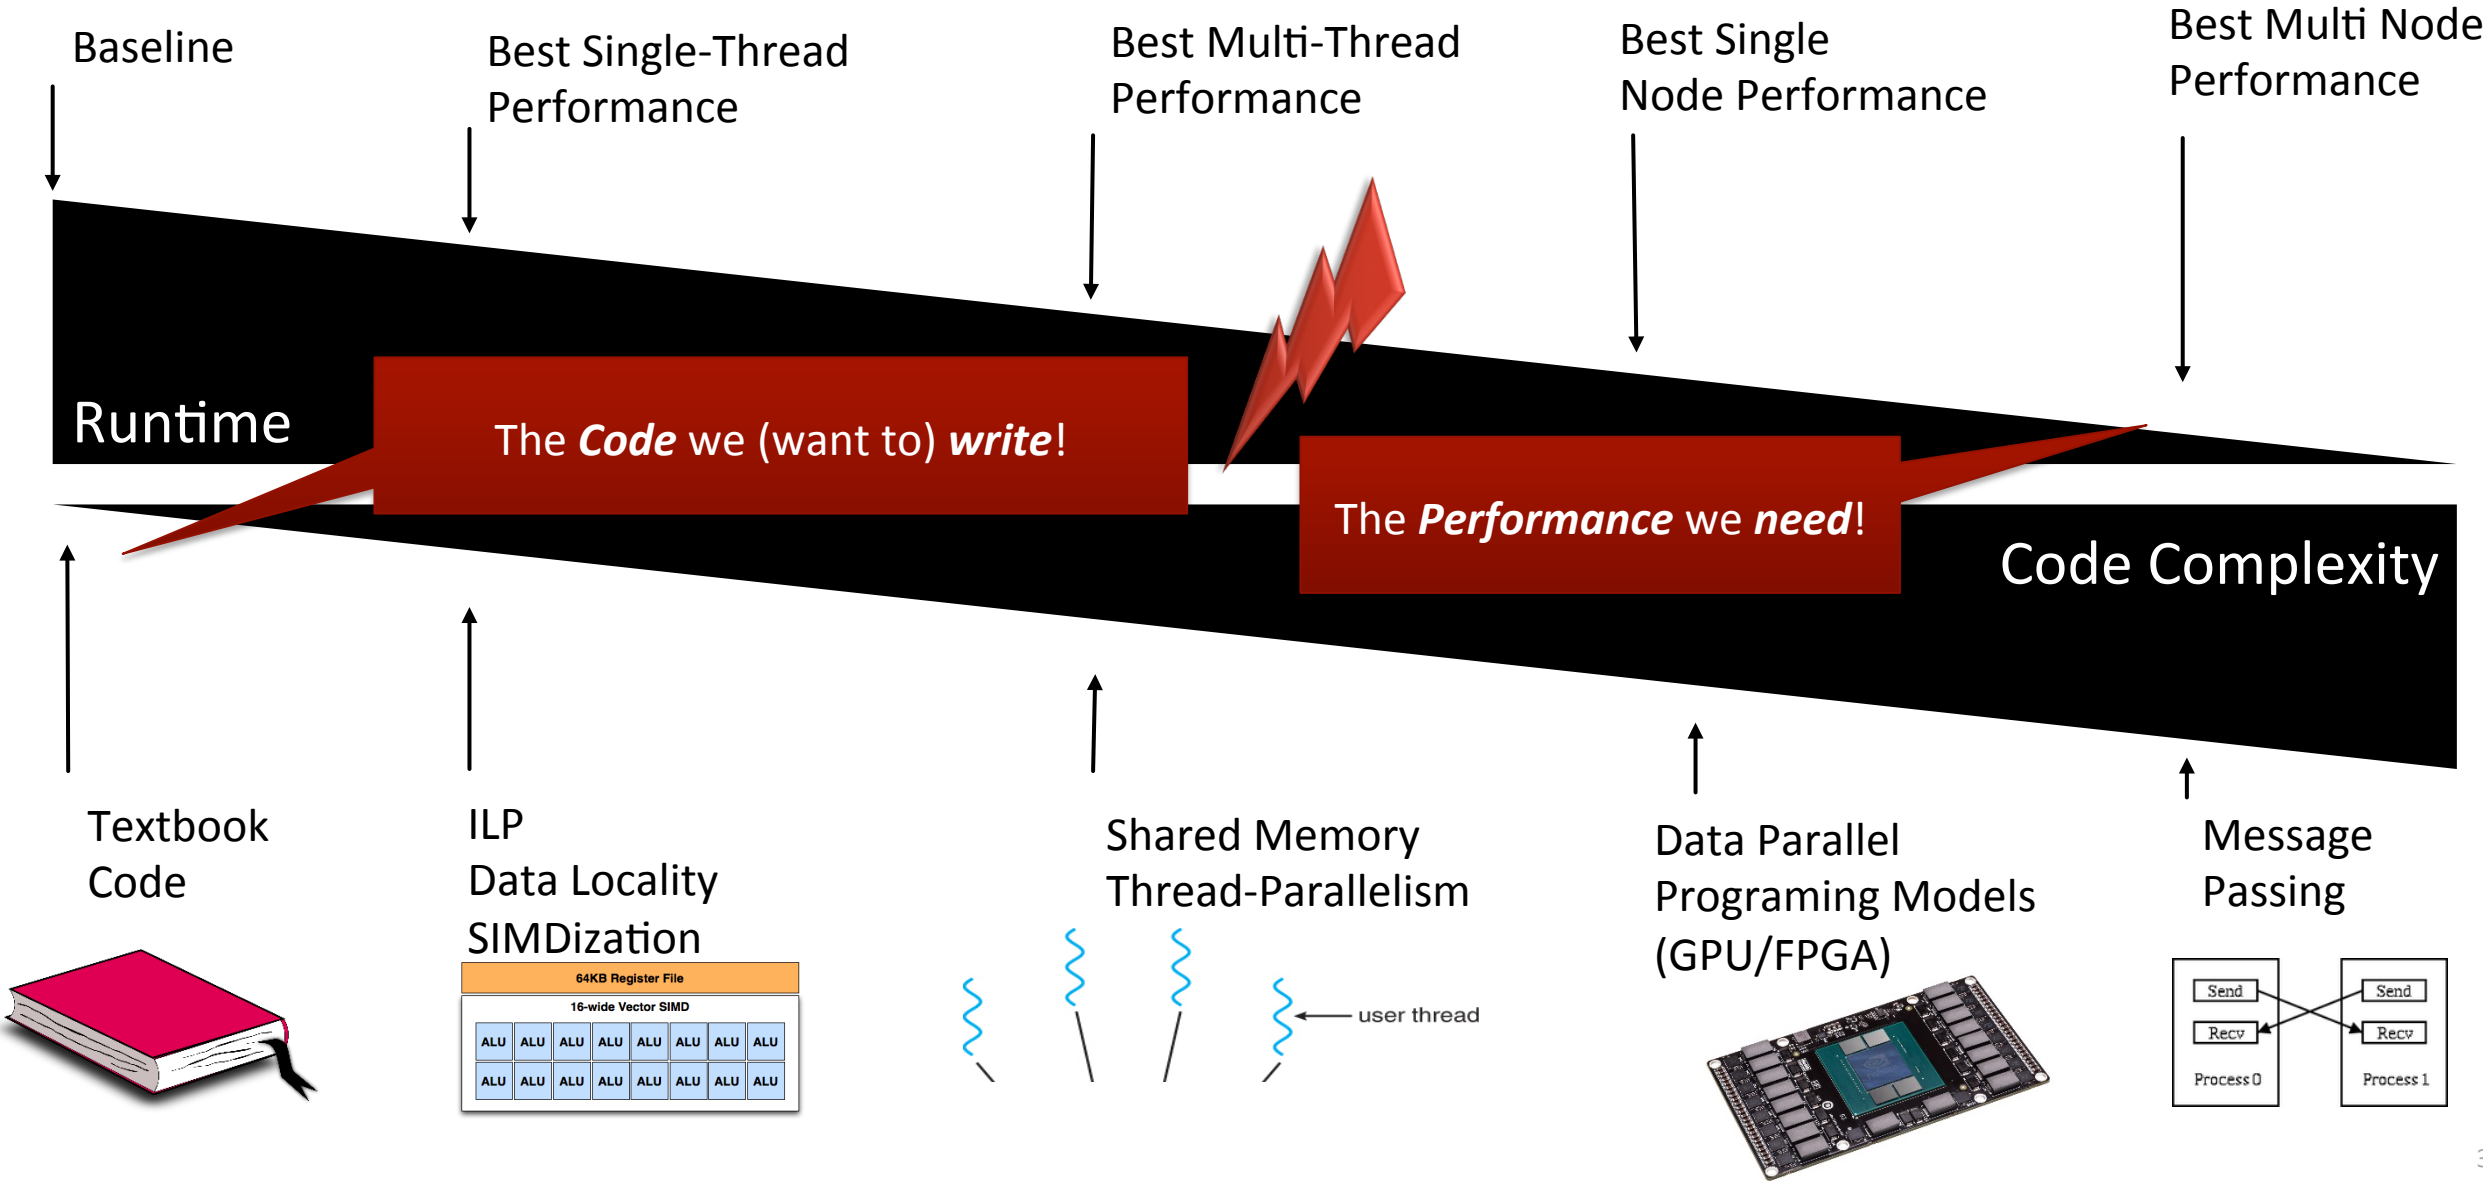 Baseline
Best Single-Thread
Performance
Best Multi-Thread
Performance
Best Single
Node Performance
Best Multi Node
Performance
Runtime
The Code we (want to) write!
The Performance we need!
Code Complexity
Textbook
Code
ILP
Data Locality
SIMDization
64KB Register File
16-wide Vector SIMD
ALU ALU ALU ALU ALU ALU ALU ALU
ALU ALU ALU ALU ALU ALU ALU ALU
Shared Memory
Thread-Parallelism
user thread
Data Parallel
Programing Models
(GPU/FPGA)
Message
Passing
Send
Recv
Process 0
Send
Recv
Process 1